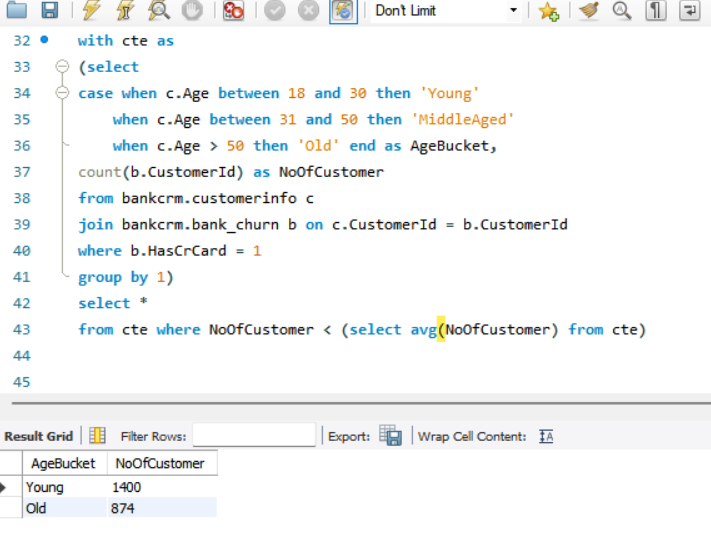 Don't Limit
32 with cte as
33 (select
34 case when c.Age between 18 and 30 then 'Young'
35 when c.Age between 31 and 50 then 'MiddleAged'
36 when c.Age > 50 then 'Old' end as AgeBucket,
37 count(b.CustomerId) as NoOfCustomer
38 from bankcrm.customerinfo c
39 join bankcrm.bank_churn b on c.CustomerId = b.CustomerId
40 where b.HasCrCard = 1
41 group by 1)
42 select *
43 from cte where NoOfCustomer < (select avg(NoOfCustomer) from cte)
44
45
Result Grid Filter Rows: Export: Wrap Cell Content:
AgeBucket NoOfCustomer
Young 1400
Old 874